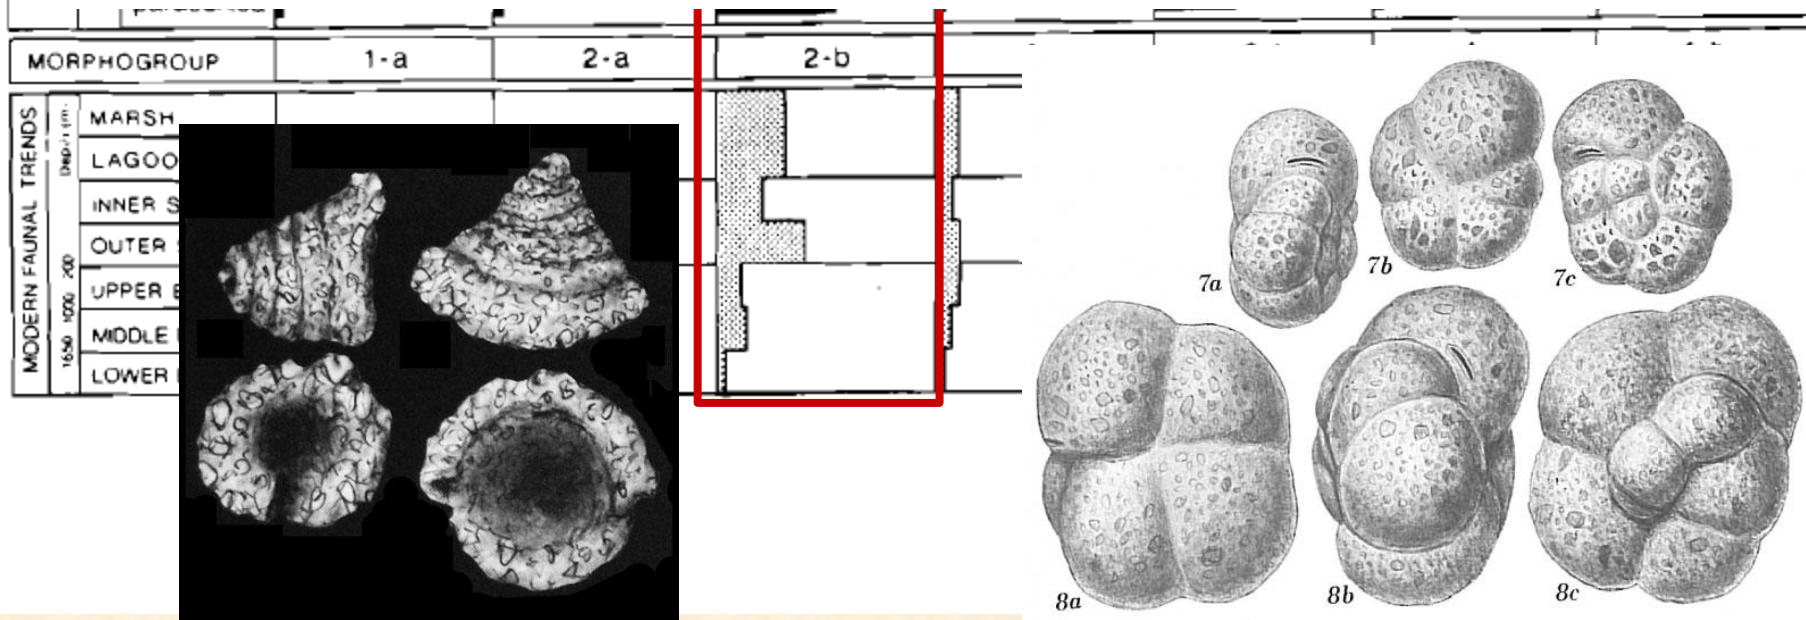 MORPHOGROUP 1-a 2-a 2-b
MODERN FAUNAL TRENDS
MARSH
LAGOO
INNER S
OUTER
200
UPPER
1000
MIDDLE
1650
LOWER
7a
7b
7c
8a
8b
8c